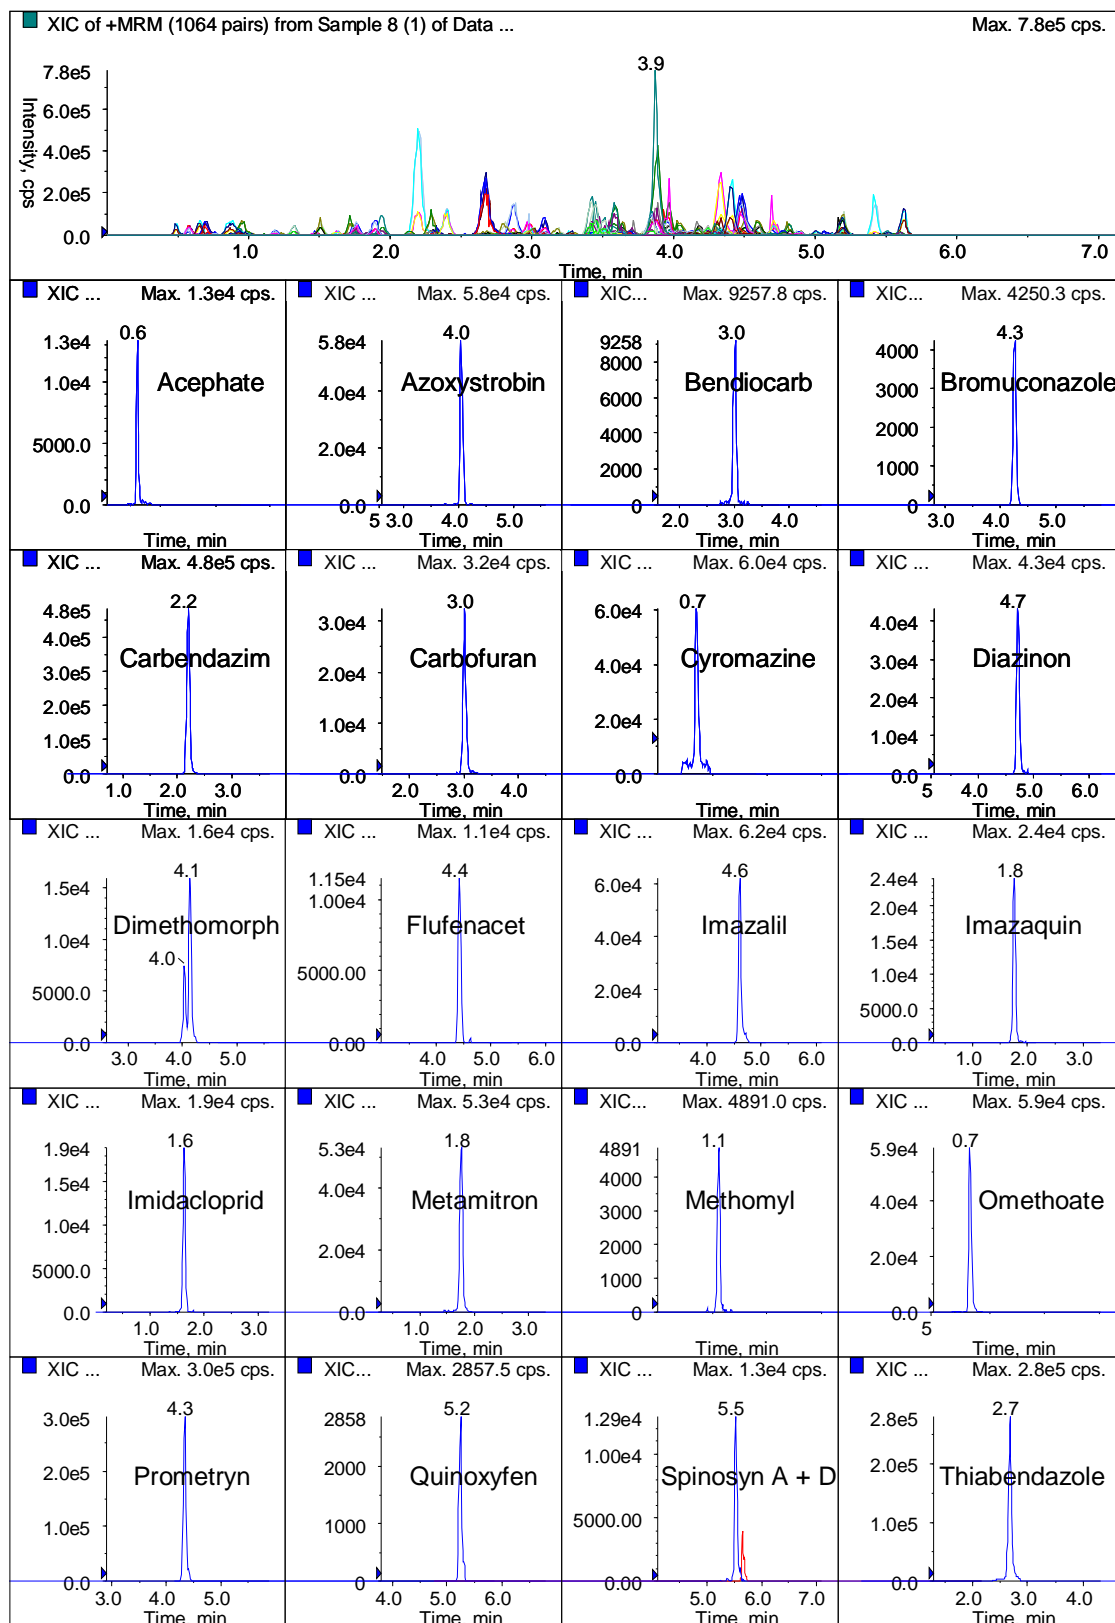 XIC of +MRM (1064 pairs) from Sample 8 (1) of Data ... Max. 7.8e5 cps.
3.9
7.8e5
6.0e5
4.0e5
2.0e5
0.0
Intensity, cps
1.0 2.0 3.0 4.0 5.0 6.0 7.0
Time, min
XIC ... Max. 1.3e4 cps.
0.6
1.3e4
1.0e4
5000.0
0.0
Acephate
Time, min
XIC ... Max. 5.8e4 cps.
4.0
5.8e4
4.0e4
2.0e4
0.0
Azoxystrobin
5 3.0 4.0 5.0
Time, min
XIC... Max. 9257.8 cps.
3.0
9258
8000
6000
4000
2000
0
Bendiocarb
2.0 3.0 4.0
Time, min
XIC ... Max. 4250.3 cps.
4.3
4000
3000
2000
1000
0
Bromuconazole
3.0 4.0 5.0
Time, min
XIC ... Max. 4.8e5 cps.
2.2
4.8e5
4.0e5
3.0e5
2.0e5
1.0e5
0.0
Carbendazim
1.0 2.0 3.0
Time, min
XIC ... Max. 3.2e4 cps.
3.0
3.0e4
2.0e4
1.0e4
0.0
Carbofuran
2.0 3.0 4.0
Time, min
XIC ... Max. 6.0e4 cps.
0.7
6.0e4
4.0e4
2.0e4
0.0
Cyromazine
Time, min
XIC ... Max. 4.3e4 cps.
4.7
4.0e4
3.0e4
2.0e4
1.0e4
0.0
Diazinon
5 4.0 5.0 6.0
Time, min
XIC ... Max. 1.6e4 cps.
4.1
1.5e4
1.0e4
5000.0
0.0
Dimethomorph
4.0
3.0 4.0 5.0
Time, min
XIC ... Max. 1.1e4 cps.
4.4
1.15e4
1.00e4
5000.00
0.00
Flufenacet
4.0 5.0 6.0
Time, min
XIC ... Max. 6.2e4 cps.
4.6
6.0e4
4.0e4
2.0e4
0.0
Imazalil
4.0 5.0 6.0
Time, min
XIC ... Max. 2.4e4 cps.
1.8
2.4e4
2.0e4
1.5e4
1.0e4
5000.0
0.0
Imazaquin
1.0 2.0 3.0
Time, min
XIC ... Max. 1.9e4 cps.
1.6
1.9e4
1.5e4
1.0e4
5000.0
0.0
Imidacloprid
1.0 2.0 3.0
Time, min
XIC ... Max. 5.3e4 cps.
1.8
5.3e4
4.0e4
2.0e4
0.0
Metamitron
1.0 2.0 3.0
Time, min
XIC... Max. 4891.0 cps.
1.1
4891
4000
3000
2000
1000
0
Methomyl
Time, min
XIC ... Max. 5.9e4 cps.
0.7
5.9e4
4.0e4
2.0e4
0.0
Omethoate
5
Time, min
XIC ... Max. 3.0e5 cps.
4.3
3.0e5
2.0e5
1.0e5
0.0
Prometryn
3.0 4.0 5.0
Time, min
XIC... Max. 2857.5 cps.
5.2
2858
2000
1000
0
Quinoxyfen
4.0 5.0 6.0
Time, min
XIC ... Max. 1.3e4 cps.
5.5
1.29e4
1.00e4
5000.00
0.00
Spinosyn A + D
5.0 6.0 7.0
Time, min
XIC ... Max. 2.8e5 cps.
2.7
2.8e5
2.0e5
1.0e5
0.0
Thiabendazole
2.0 3.0 4.0
Time, min